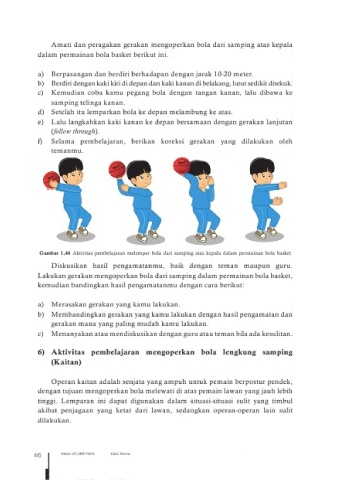 Amati dan peragakan gerakan mengoperkan bola dari samping atas kepala
dalam permainan bola basket berikut ini.
a) Berpasangan dan berdiri berhadapan dengan jarak 10-20 meter.
b) Berdiri dengan kaki kiri di depan dan kaki kanan di belakang, lutut sedikit ditekuk.
c) Kemudian coba kamu pegang bola dengan tangan kanan, lalu dibawa ke
samping telinga kanan.
d) Setelah itu lemparkan bola ke depan melambung ke atas.
e) Lalu langkahkan kaki kanan ke depan bersamaan dengan gerakan lanjutan
(follow through).
f) Selama pembelajaran, berikan koreksi gerakan yang dilakukan oleh
temanmu.
Gambar 1.46 Aktivitas pembelajaran melempar bola dari samping atas kepala dalam permainan bola basket
Diskusikan hasil pengamatanmu, baik dengan teman maupun guru.
Lakukan gerakan mengoperkan bola dari samping dalam permainan bola basket,
kemudian bandingkan hasil pengamatanmu dengan cara berikut:
a) Merasakan gerakan yang kamu lakukan.
b) Membandingkan gerakan yang kamu lakukan dengan hasil pengamatan dan
gerakan mana yang paling mudah kamu lakukan.
c) Menanyakan atau mendiskusikan dengan guru atau teman bila ada kesulitan.
6) Aktivitas pembelajaran mengoperkan bola lengkung samping
(Kaitan)
Operan kaitan adalah senjata yang ampuh untuk pemain berpostur pendek,
dengan tujuan mengoperkan bola melewati di atas pemain lawan yang jauh lebih
tinggi. Lemparan ini dapat digunakan dalam situasi-situasi sulit yang timbul
akibat penjagaan yang ketat dari lawan, sedangkan operan-operan lain sulit
dilakukan.
46